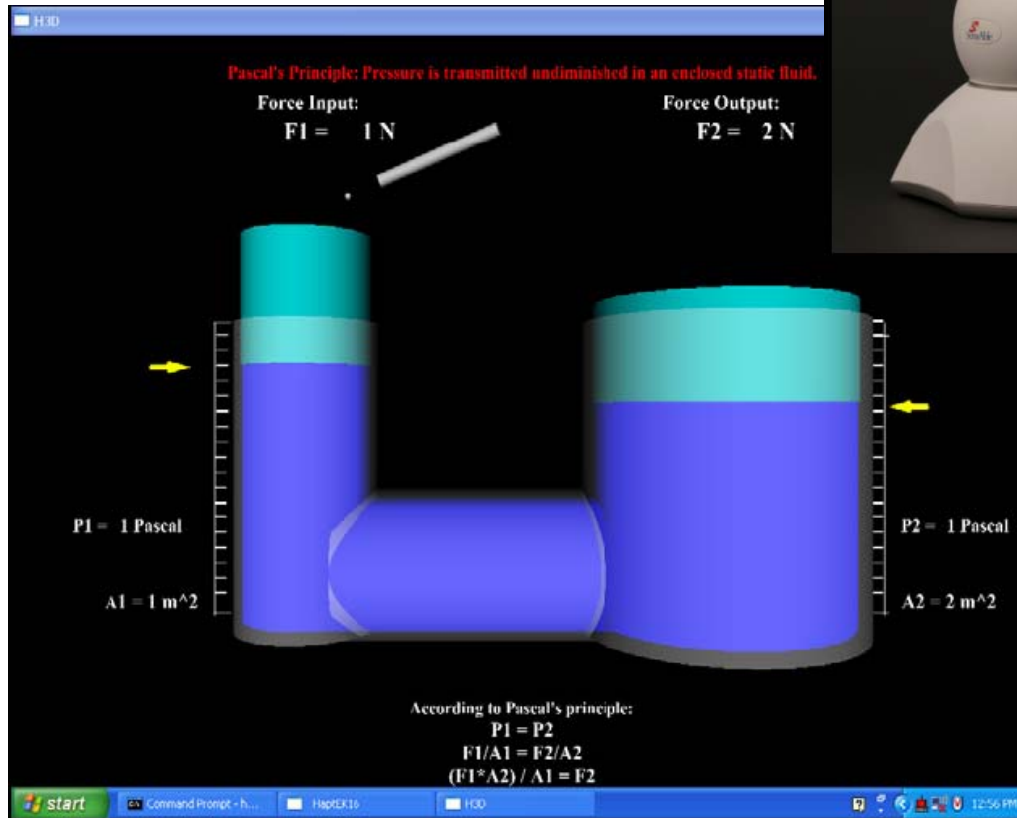 H3D
Pascal's Principle: Pressure is transmitted undiminished in an enclosed static fluid.
Force Input:
F1 = 1 N
Force Output:
F2 = 2 N
P1 = 1 Pascal
A1 = 1 m^2
P2 = 1 Pascal
A2 = 2 m^2
According to Pascal's principle:
P1 = P2
F1/A1 = F2/A2
(F1*A2) / A1 = F2
start
Command Prompt - h...
HaptEK16
H3D
12:56 PM